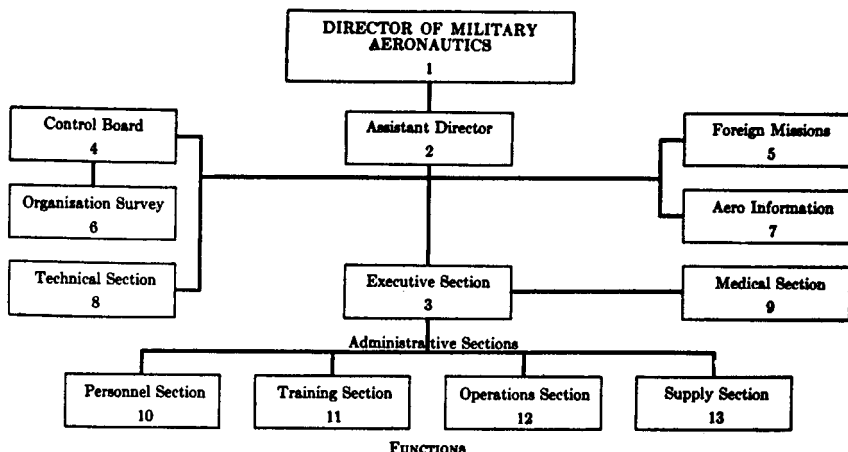 DIRECTOR OF MILITARY
AERONAUTICS
1
Control Board
4
Assistant Director
2
Foreign Missions
5
Organization Survey
6
Aero Information
7
Technical Section
8
Executive Section
3
Medical Section
9
Administrative Sections
Personnel Section
10
Training Section
11
Operations Section
12
Supply Section
13
FUNCTIONS